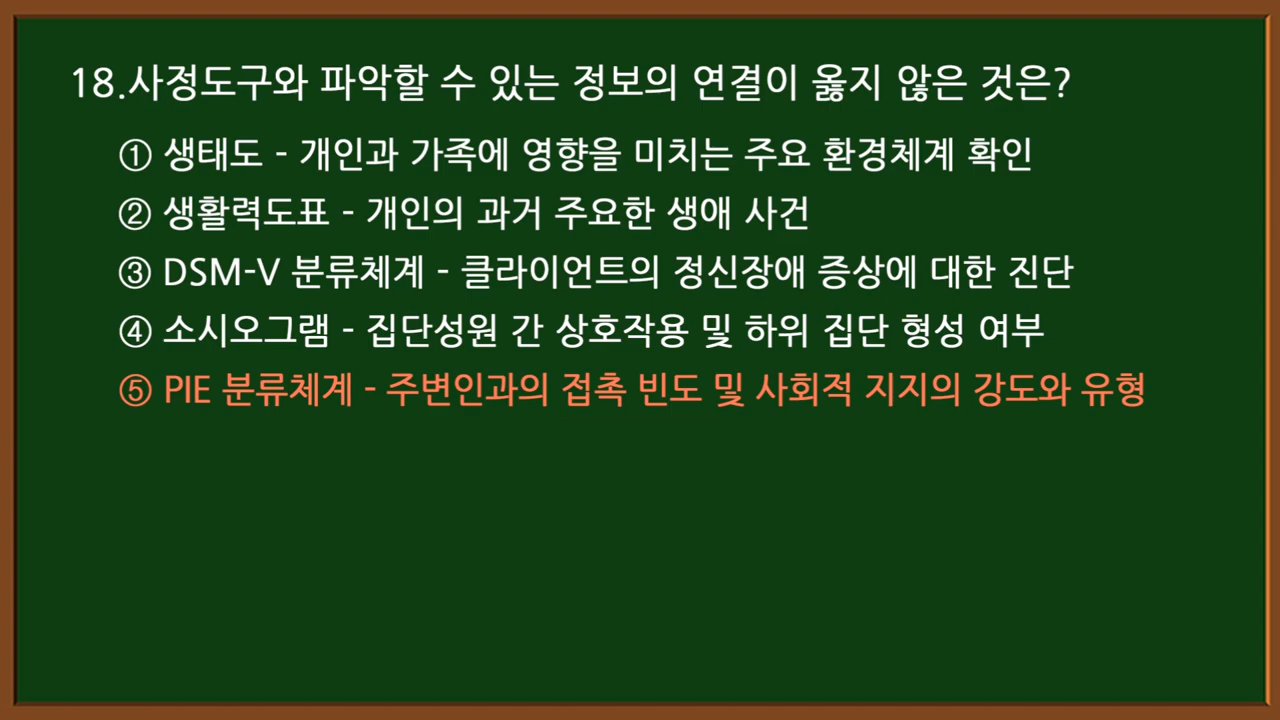 18.사정도구와 파악할 수 있는 정보의 연결이 옳지 않은 것은?
① 생태도 - 개인과 가족에 영향을 미치는 주요 환경체계 확인
② 생활력도표 - 개인의 과거 주요한 생애 사건
③ DSM-V 분류체계 - 클라이언트의 정신장애 증상에 대한 진단
④ 소시오그램 - 집단성원 간 상호작용 및 하위 집단 형성 여부
⑤ PIE 분류체계 - 주변인과의 접촉 빈도 및 사회적 지지의 강도와 유형